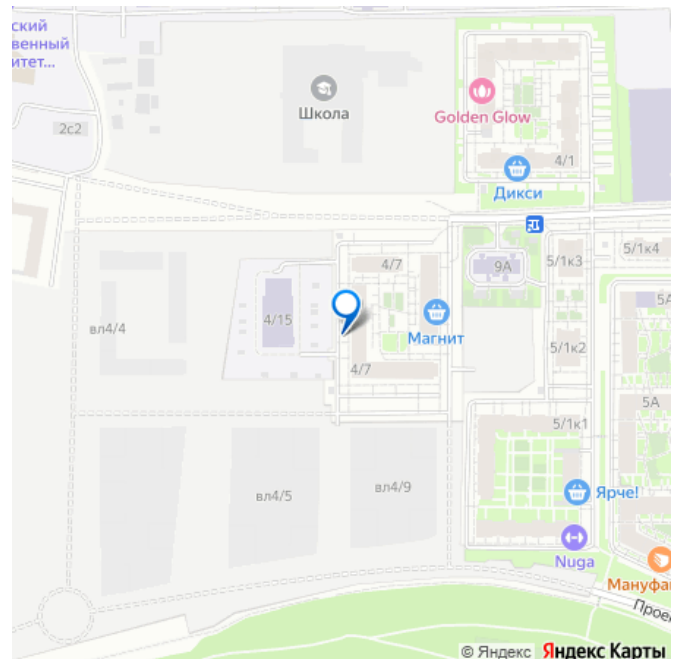 ский
венный
итет...
2с2
Школа
Golden Glow
4/1
Дикси
4/7
9А
5/1к3
5/1к4
5А
4/15
вл4/4
Магнит
5/1к2
4/7
5А
5/1к1
вл4/5
вл4/9
Ярче!
Nuga
Мануфа
Прое
© Яндекс Яндекс Карты